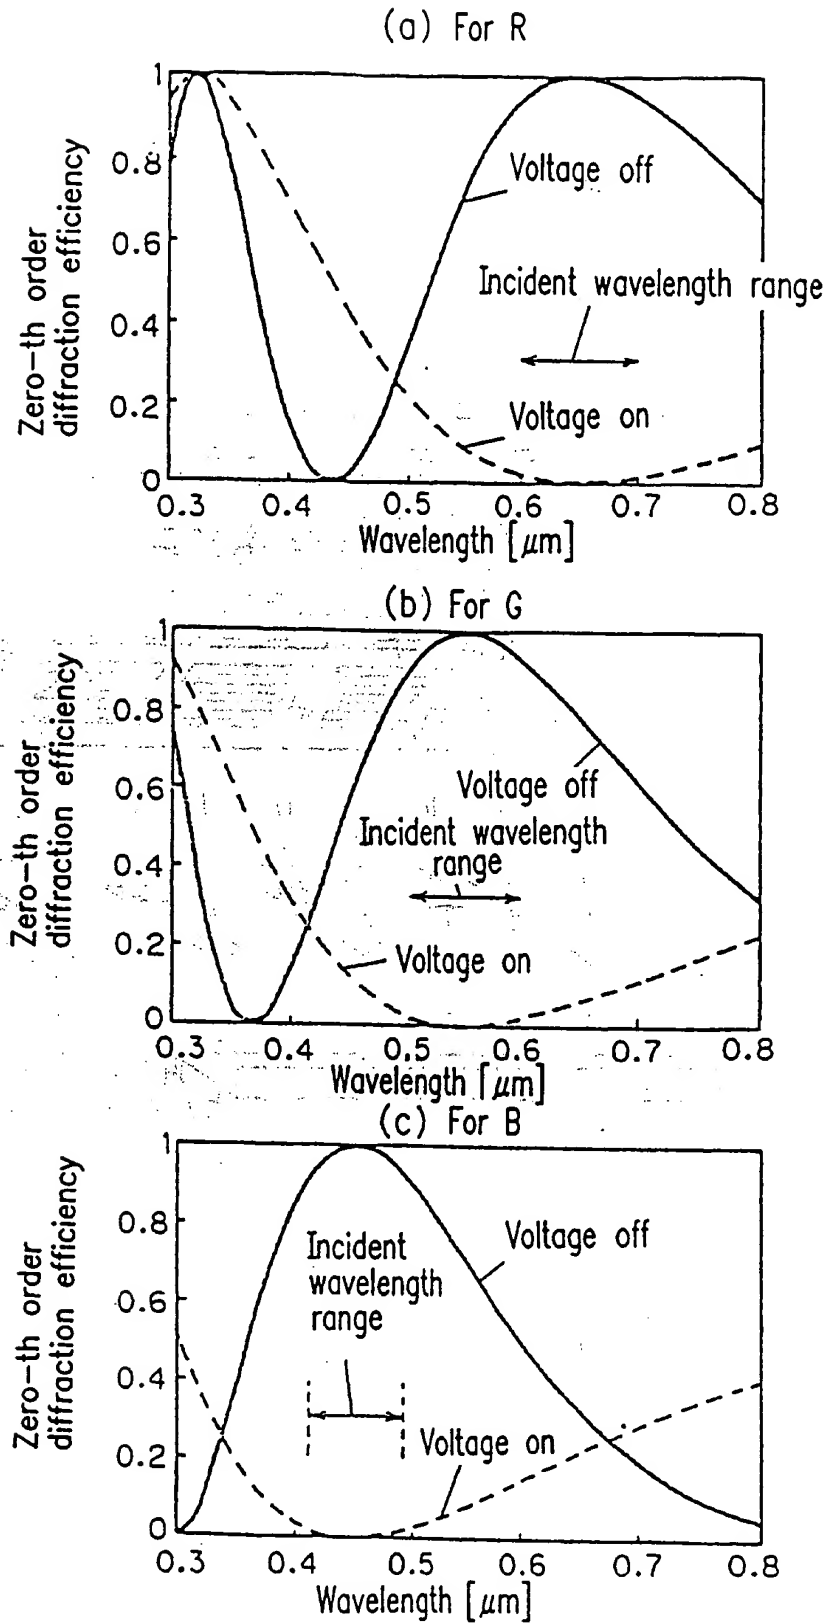 (a) For R
Zero-th order
diffraction efficiency
1
0.8
0.6
0.4
0.2
0
Voltage off
Incident wavelength range
Voltage on
0.3 0.4 0.5 0.6 0.7 0.8
Wavelength [μm]
(b) For G
Zero-th order
diffraction efficiency
1
0.8
0.6
0.4
0.2
0
Voltage off
Incident wavelength
range
Voltage on
0.3 0.4 0.5 0.6 0.7 0.8
Wavelength [μm]
(c) For B
Zero-th order
diffraction efficiency
1
0.8
0.6
0.4
0.2
0
Voltage off
Incident
wavelength
range
Voltage on
0.3 0.4 0.5 0.6 0.7 0.8
Wavelength [μm]